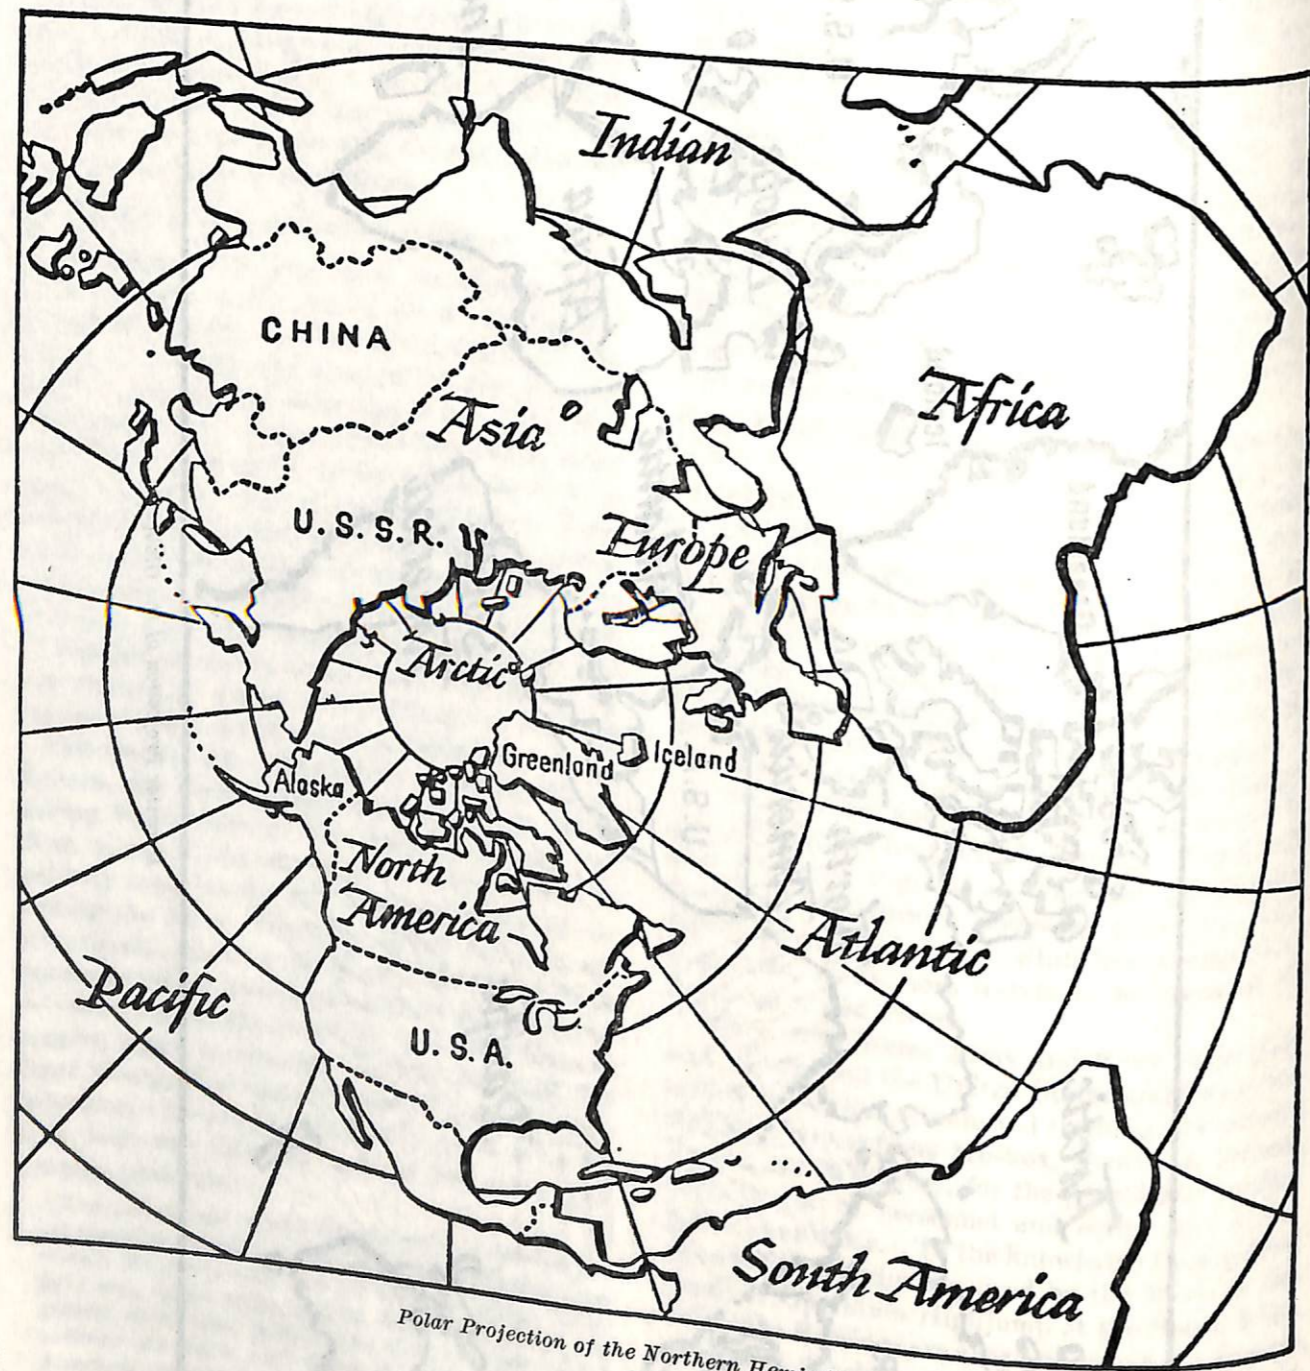 Indian
CHINA
Africa
Asia
U.S.S.R.
Europe
Arctic
Greenland
Iceland
Alaska
North
America
Atlantic
Pacific
U.S.A.
South America
Polar Projection of the Northern